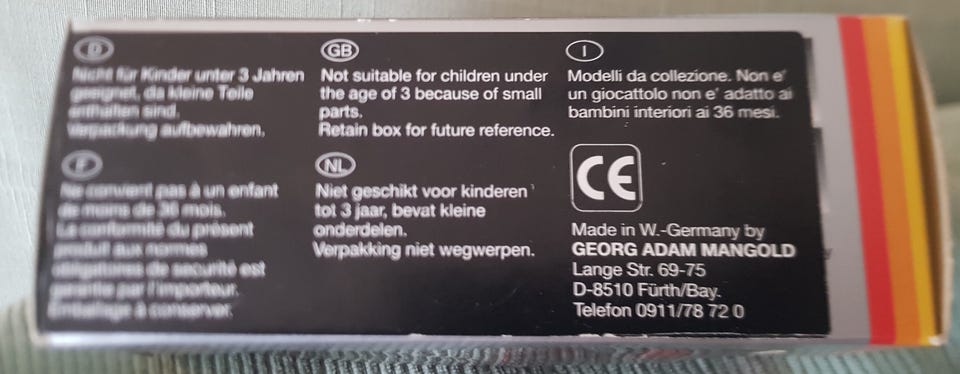 D
Nicht für Kinder unter 3 Jahren
geeignet, da kleine Teile
enthalten sind.
Verpackung aufbewahren.
F
Ne convient pas à un enfant
de moins de 36 mois.
La conformité du présent
produit aux normes
obligatoires de securité est
garantie par l'importeur.
Emballage à conserver.
GB
Not suitable for children under
the age of 3 because of small
parts.
Retain box for future reference.
NL
Niet geschikt voor kinderen
tot 3 jaar, bevat kleine
onderdelen.
Verpakking niet wegwerpen.
I
Modelli da collezione. Non e'
un giocattolo non e' adatto ai
bambini interiori ai 36 mesi.
CE
Made in W.-Germany by
GEORG ADAM MANGOLD
Lange Str. 69-75
D-8510 Fürth/Bay.
Telefon 0911/78 72 0